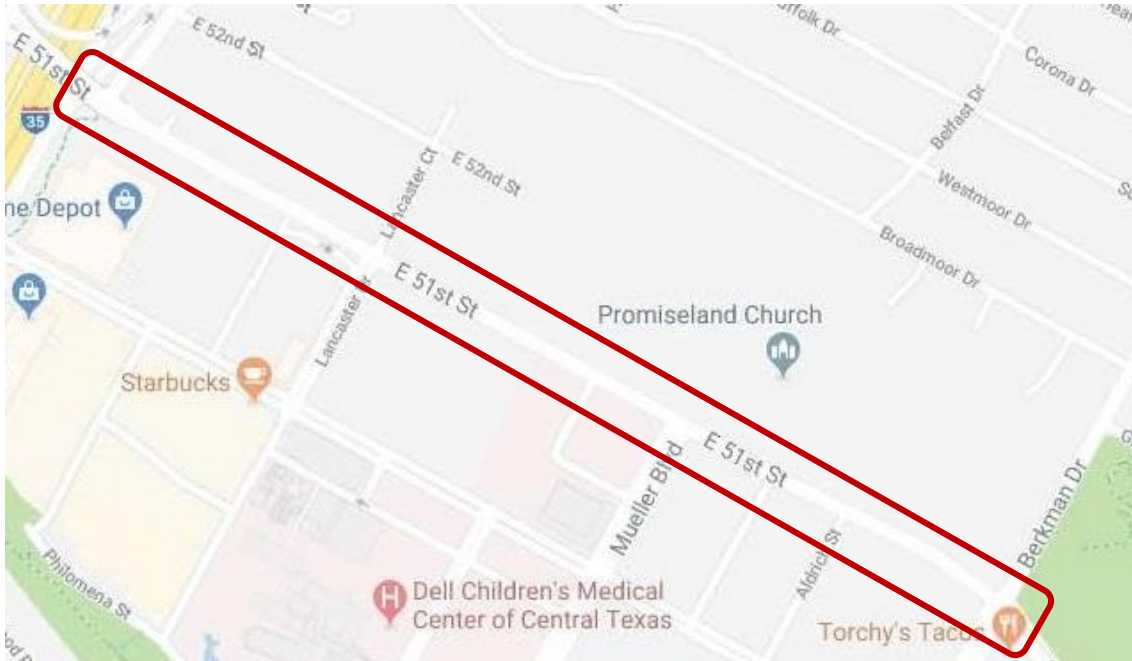 E 51st St
E 52nd St
ffolk Dr
Corona Dr
35
Belfast Dr
Lancaster Ct
E 52nd St
Westmoor Dr
ne Depot
Broadmoor Dr
E 51st St
Lancaster
Promiseland Church
Starbucks
E 51st St
Mueller Blvd
Berkman Dr
Aldrich St
Philomena St
H
Dell Children's Medical
Center of Central Texas
Torchy's Tacos